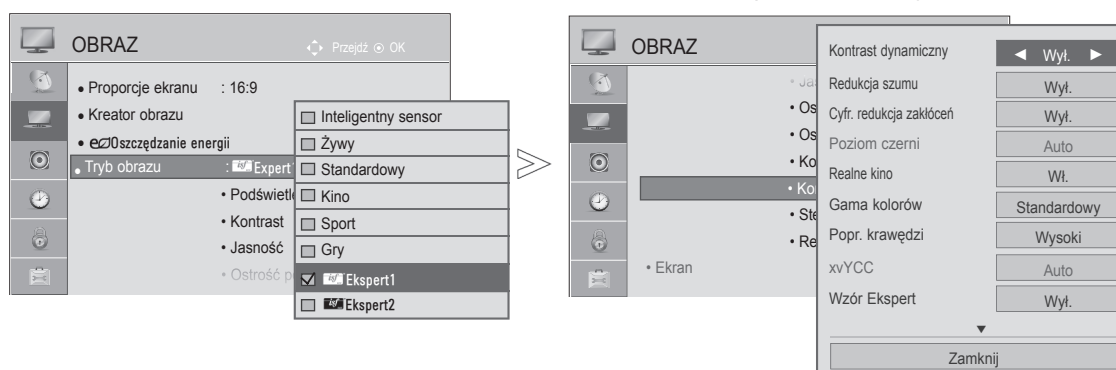 OBRAZ
Przejdź OK
• Proporcje ekranu : 16:9
• Kreator obrazu
• Oszczędzanie energii
• Tryb obrazu : Expert
• Podświetl
• Kontrast
• Jasność
• Ostrość p
Inteligentny sensor
Żywy
Standardowy
Kino
Sport
Gry
Ekspert1
Ekspert2
OBRAZ
• Ja
• Os
• Os
• Ko
• Ko
• Ste
• Re
• Ekran
Kontrast dynamiczny ◄ Wył. ►
Redukcja szumu Wył.
Cyfr. redukcja zakłóceń Wył.
Poziom czerni Auto
Realne kino Wł.
Gama kolorów Standardowy
Popr. krawędzi Wysoki
xvYCC Auto
Wzór Ekspert Wył.
▼
Zamknij